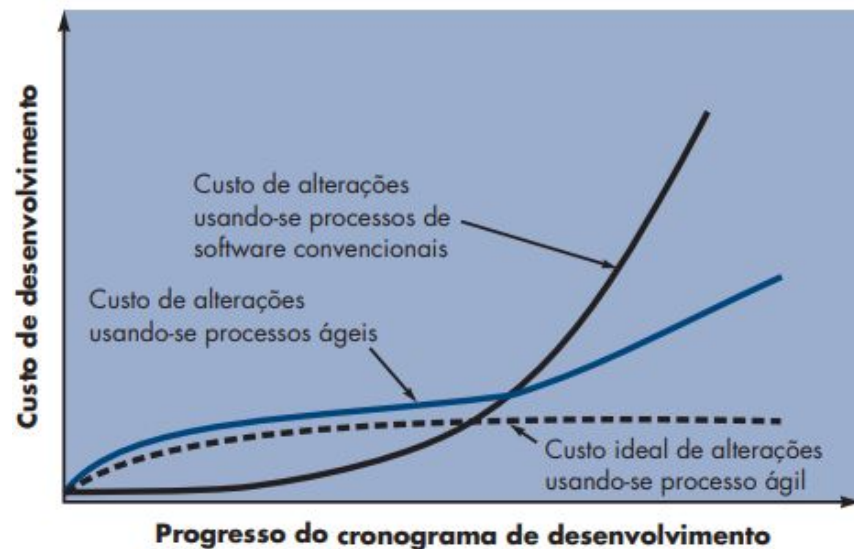 Custo de desenvolvimento
Custo de alterações
usando-se processos de
software convencionais
Custo de alterações
usando-se processos ágeis
Custo ideal de alterações
usando-se processo ágil
Progresso do cronograma de desenvolvimento